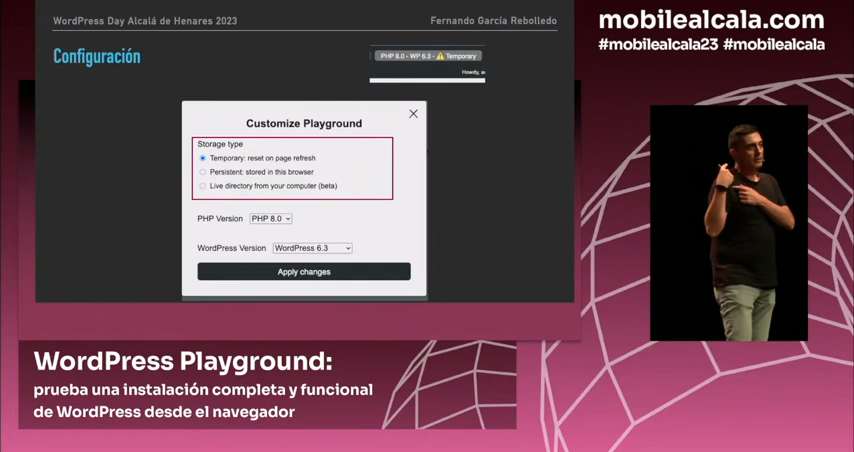 WordPress Day Alcalá de Henares 2023
Fernando García Rebolledo
Configuración
PHP 8.0 - WP 6.3 - ⚠️ Temporary
Howdy, a
Customize Playground
Storage type
Temporary: reset on page refresh
Persistent: stored in this browser
Live directory from your computer (beta)
PHP Version PHP 8.0
WordPress Version WordPress 6.3
Apply changes
mobilealcala.com
#mobilealcala23 #mobilealcala
WordPress Playground:
prueba una instalación completa y funcional
de WordPress desde el navegador